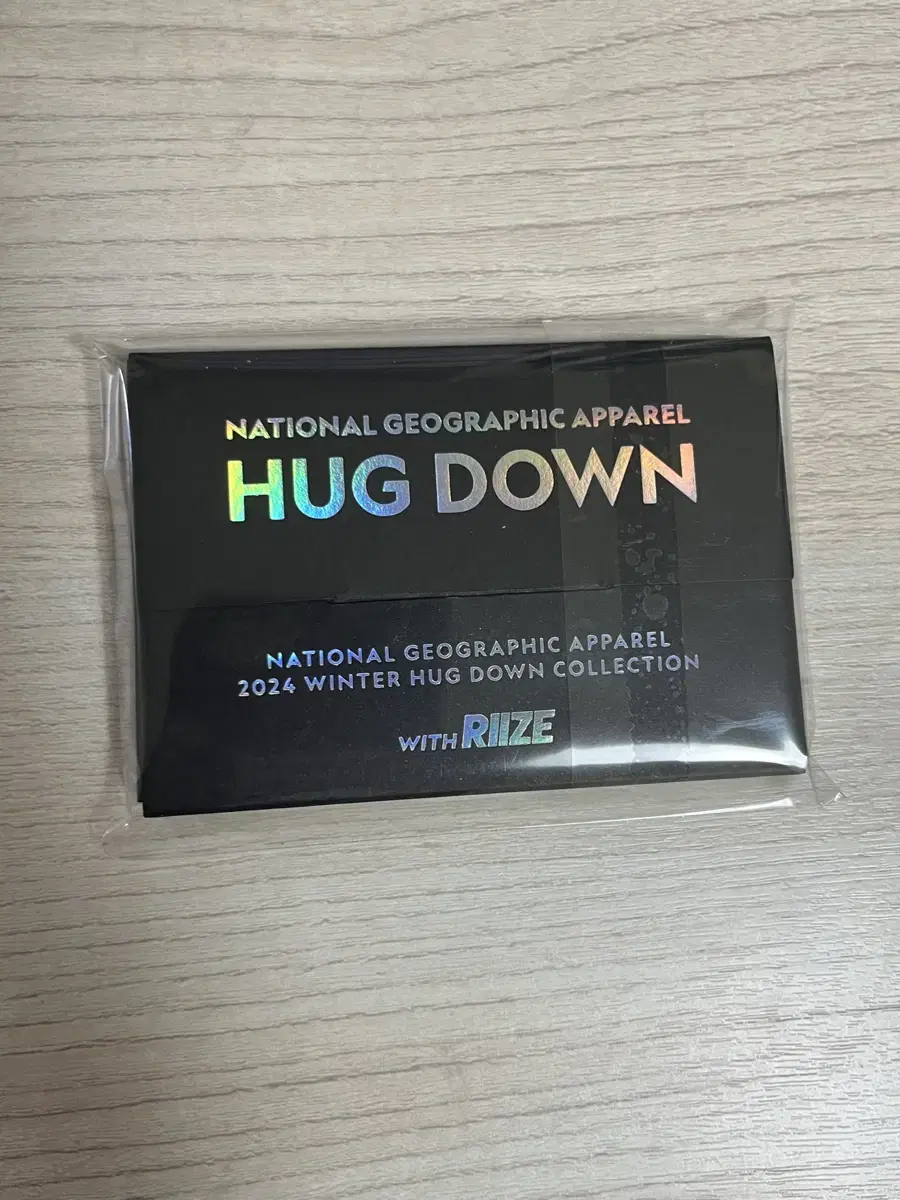 NATIONAL GEOGRAPHIC APPAREL
HUG DOWN
NATIONAL GEOGRAPHIC APPAREL
2024 WINTER HUG DOWN COLLECTION
WITH RIIZE